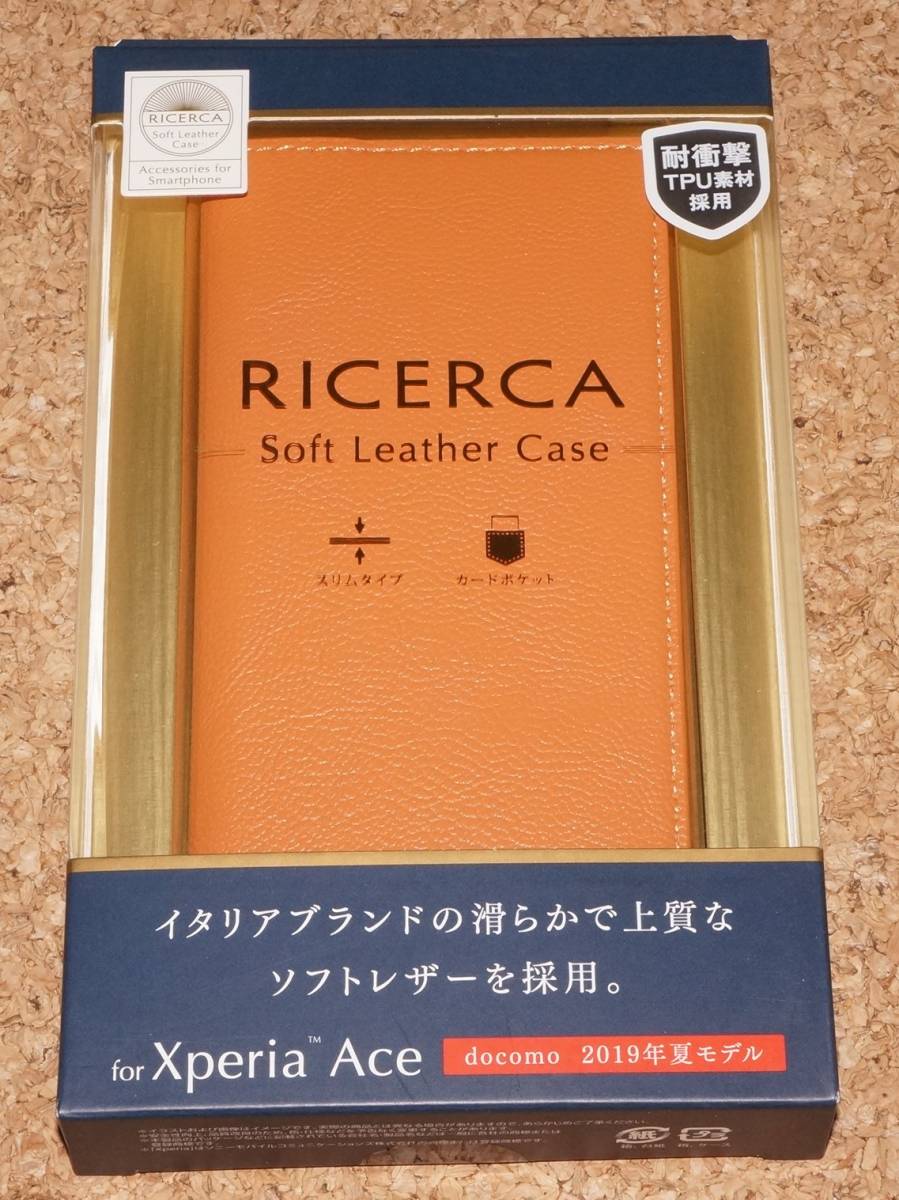 RICERCA
Soft Leather
Case
Accessories for
Smartphone
耐衝撃
TPU素材
採用
RICERCA
Soft Leather Case
スリムタイプ
カードポケット
イタリアブランドの滑らかで上質な
ソフトレザーを採用。
for Xperia™ Ace
docomo 2019年夏モデル
紙